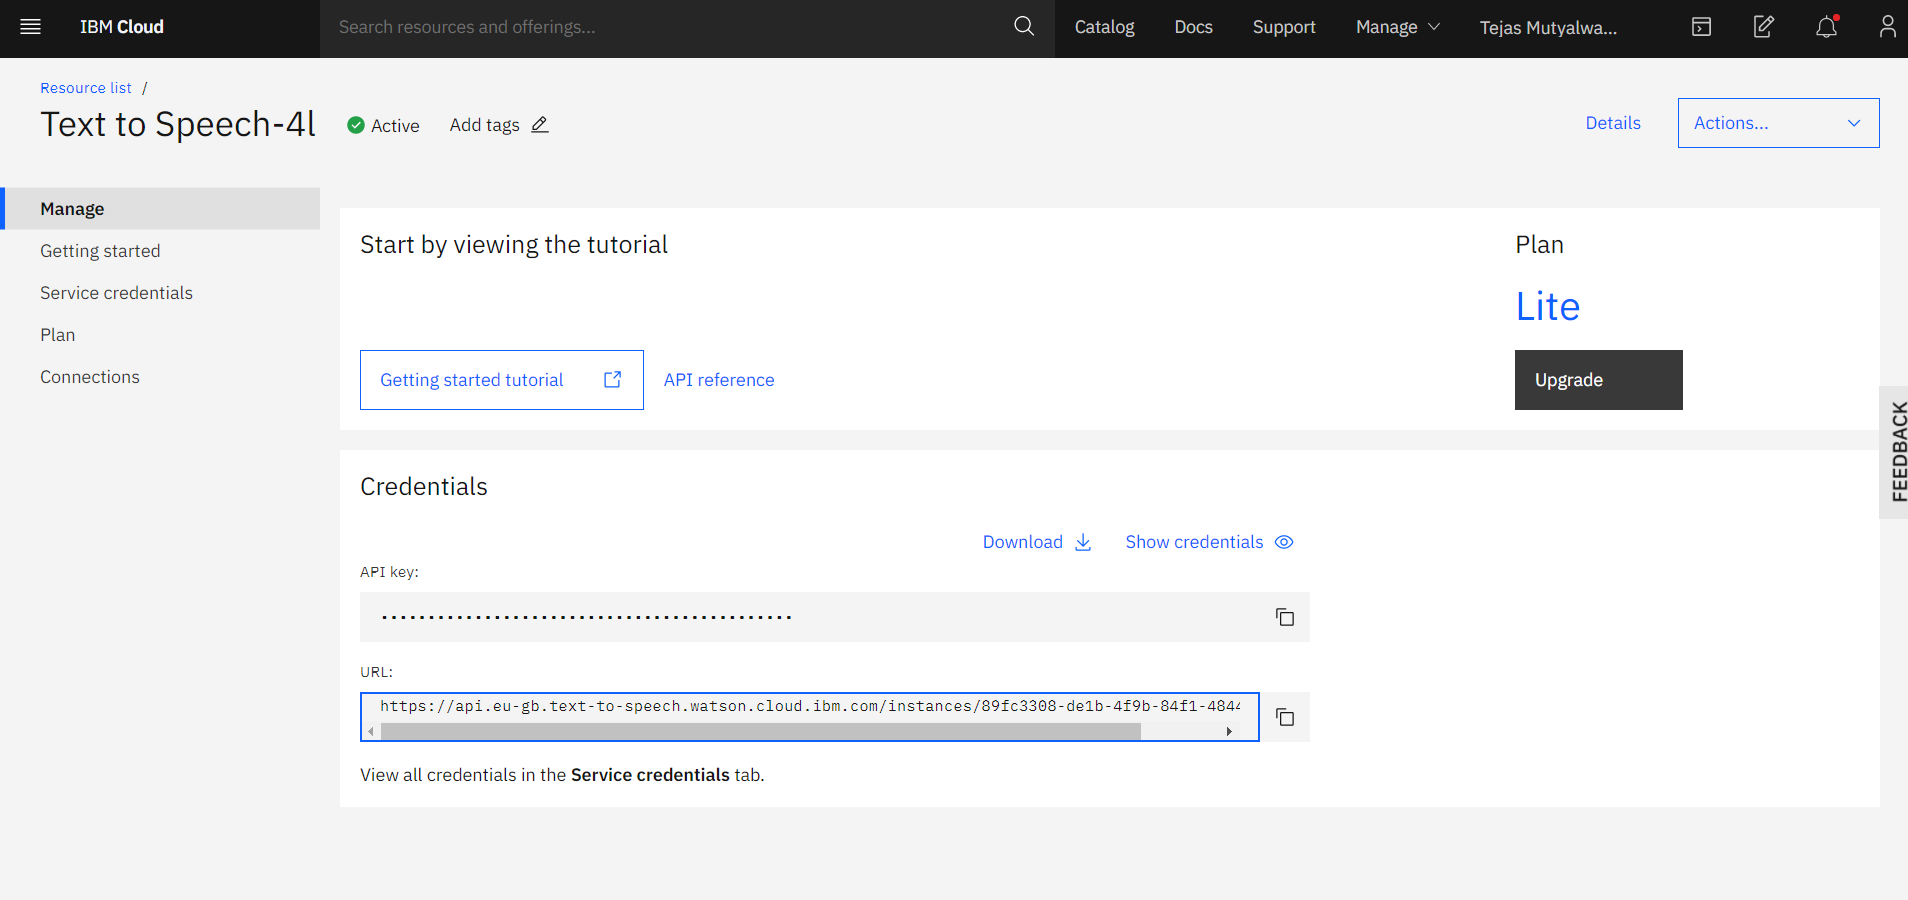 IBM Cloud
Search resources and offerings...
Catalog
Docs
Support
Manage
Tejas Mutyalwa...
Resource list /
Text to Speech-4l
Active
Add tags
Details
Actions...
Manage
Getting started
Service credentials
Plan
Connections
Start by viewing the tutorial
Getting started tutorial
API reference
Plan
Lite
Upgrade
FEEDBACK
Credentials
Download
Show credentials
API key:
URL:
https://api.eu-gb.text-to-speech.watson.cloud.ibm.com/instances/89fc3308-de1b-4f9b-84f1-4844
View all credentials in the Service credentials tab.